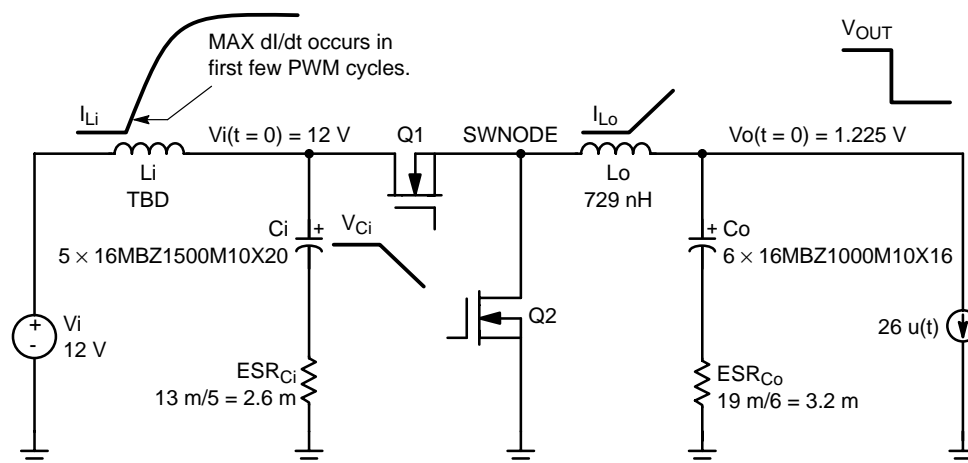 MAX dI/dt occurs in
first few PWM cycles.
VOUT
ILi
Vi(t = 0) = 12 V
Q1
SWNODE
ILo
Vo(t = 0) = 1.225 V
Li
TBD
Lo
729 nH
Ci
+
5 × 16MBZ1500M10X20
VCi
+
Co
6 × 16MBZ1000M10X16
+
-
Vi
12 V
Q2
26 u(t)
ESRCi
13 m/5 = 2.6 m
ESRCo
19 m/6 = 3.2 m